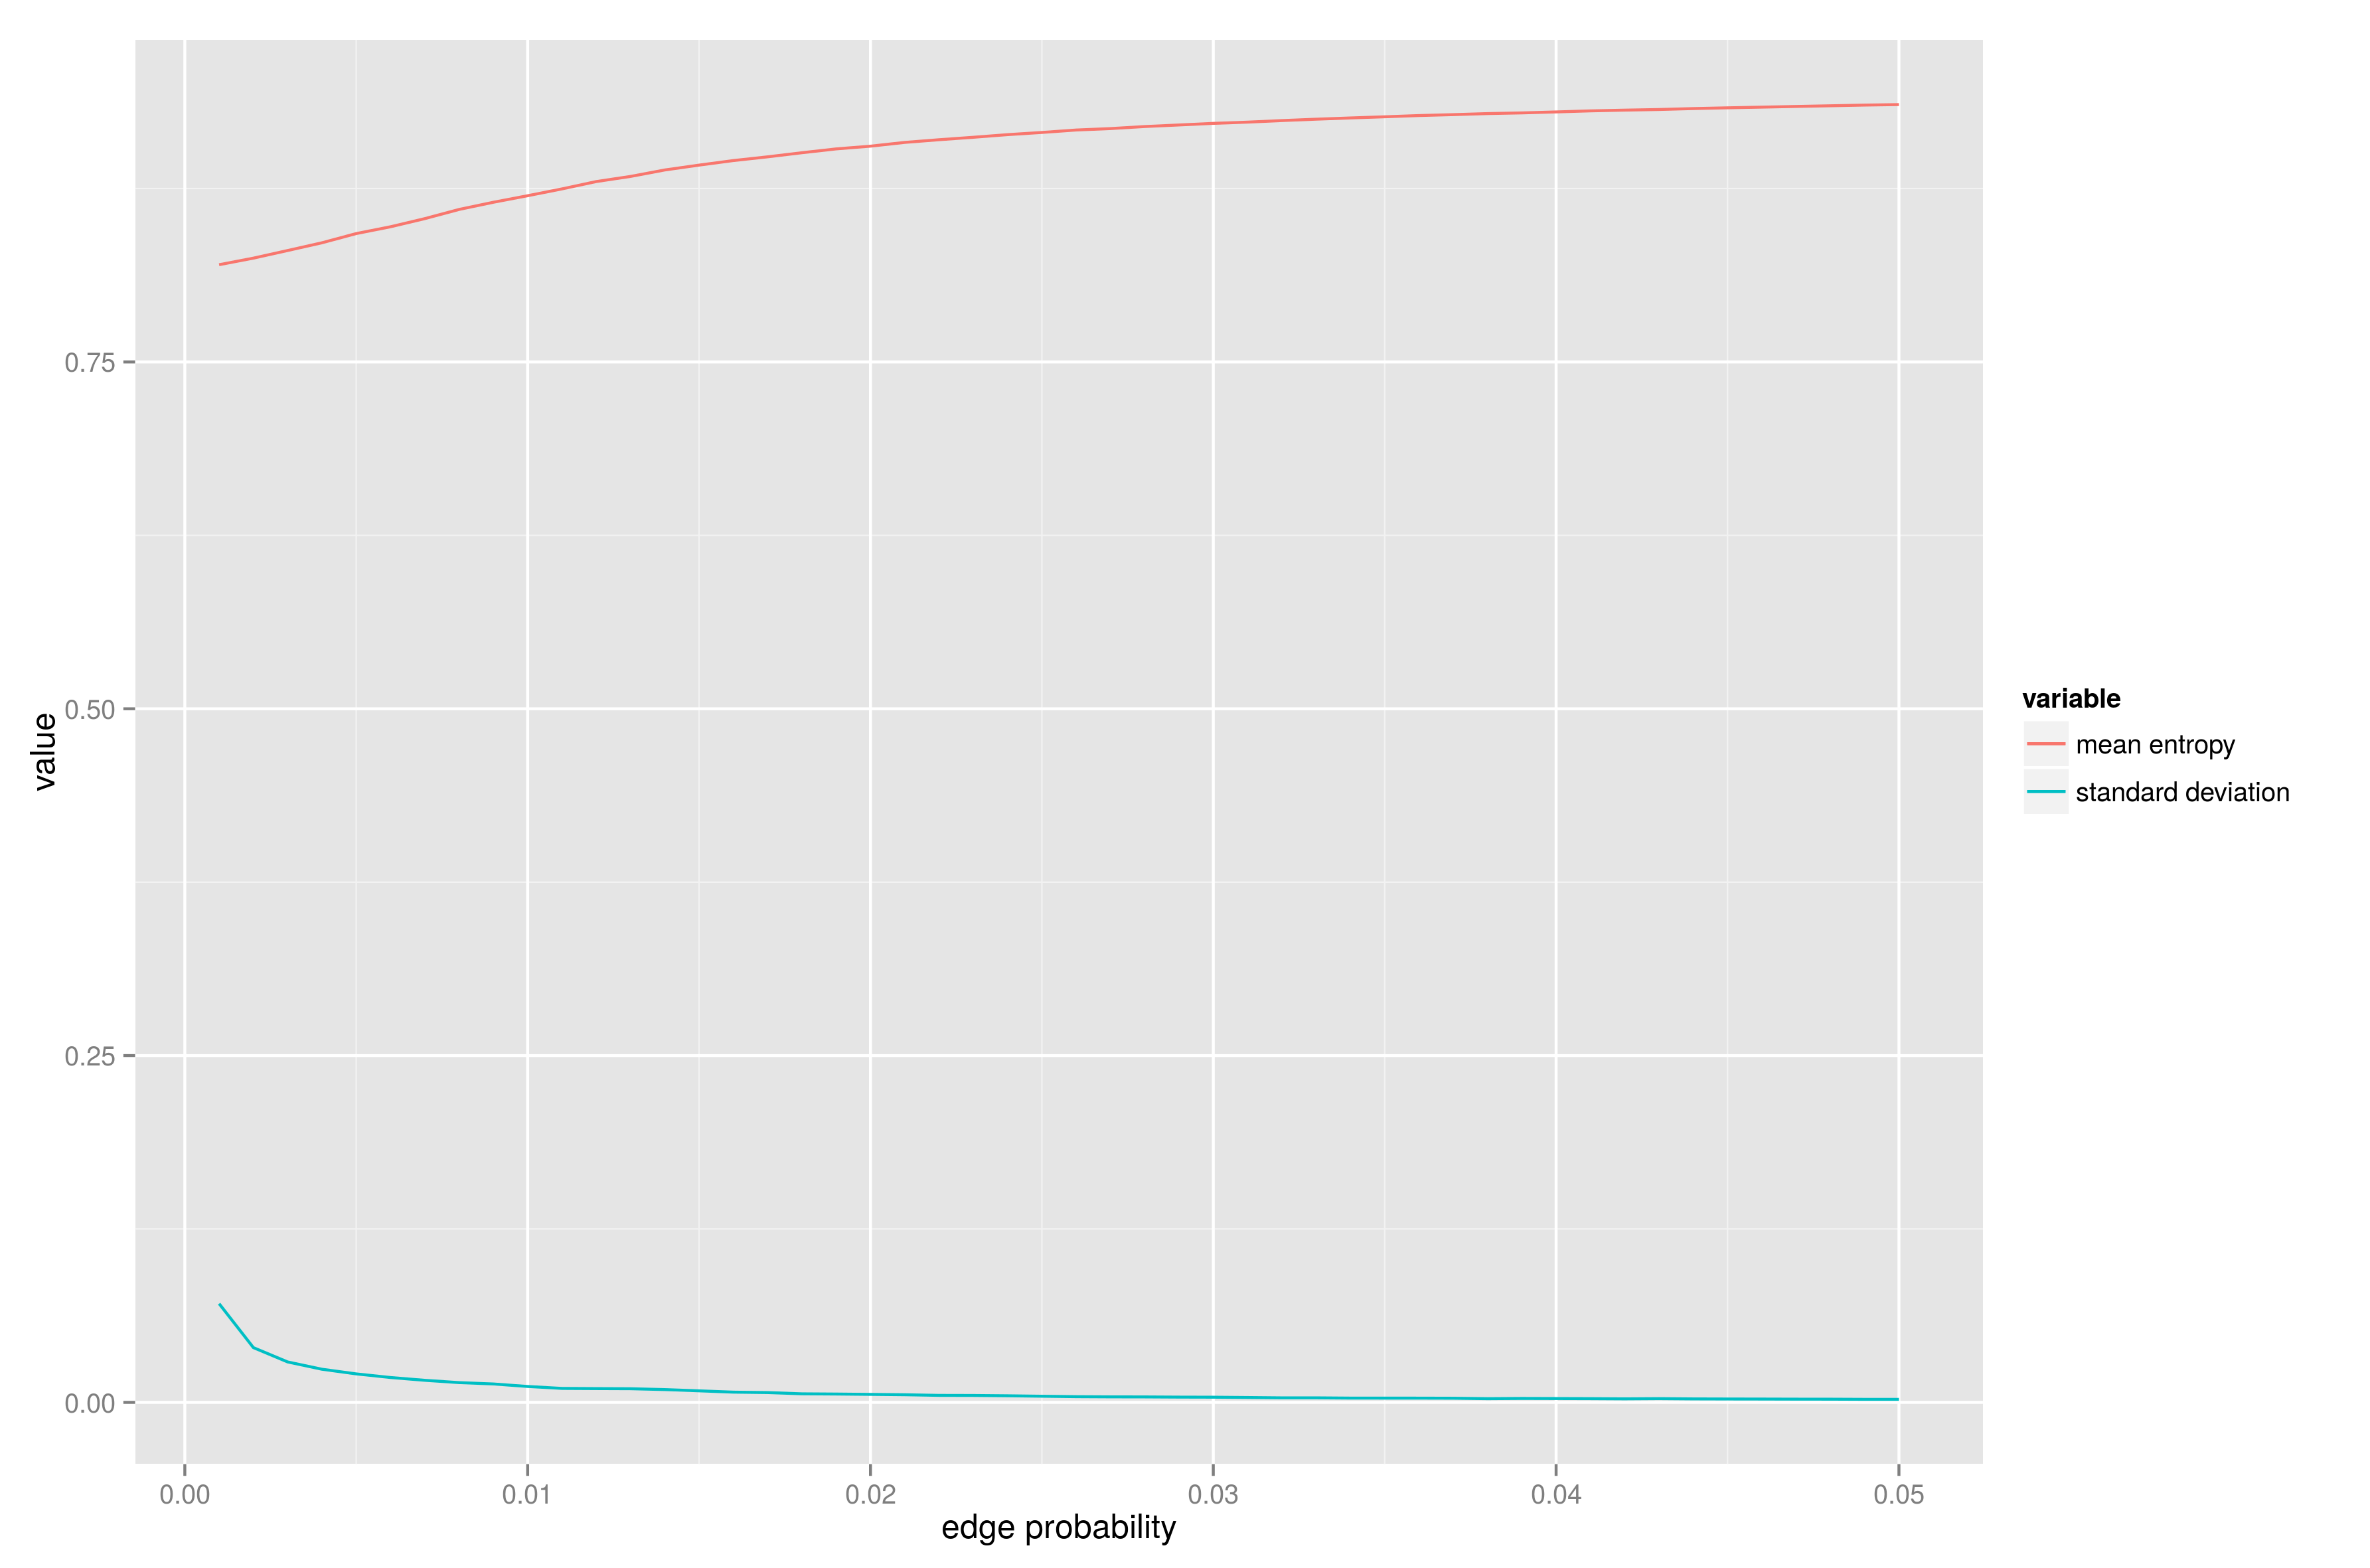 value
0.75
0.50
0.25
0.00
0.00 0.01 0.02 0.03 0.04 0.05
edge probability
variable
mean entropy
standard deviation